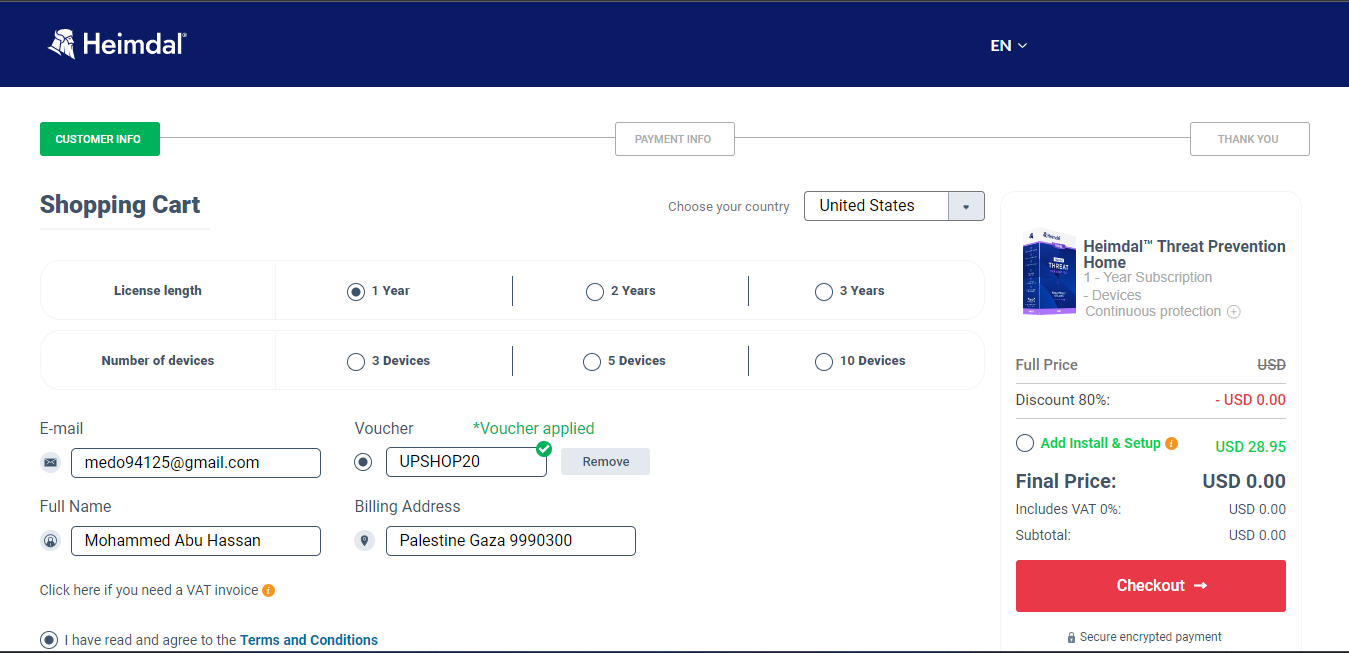 Heimdal®
EN
CUSTOMER INFO
PAYMENT INFO
THANK YOU
Shopping Cart
Choose your country
United States
License length
1 Year
2 Years
3 Years
Number of devices
3 Devices
5 Devices
10 Devices
E-mail
medo94125@gmail.com
Voucher
*Voucher applied
UPSHOP20
Remove
Full Name
Mohammed Abu Hassan
Billing Address
Palestine Gaza 9990300
Click here if you need a VAT invoice
I have read and agree to the Terms and Conditions
Heimdal
THREAT
Heimdal™ Threat Prevention
Home
1 - Year Subscription
- Devices
Continuous protection
Full Price USD
Discount 80%: - USD 0.00
Add Install & Setup USD 28.95
Final Price: USD 0.00
Includes VAT 0%: USD 0.00
Subtotal: USD 0.00
Checkout →
Secure encrypted payment